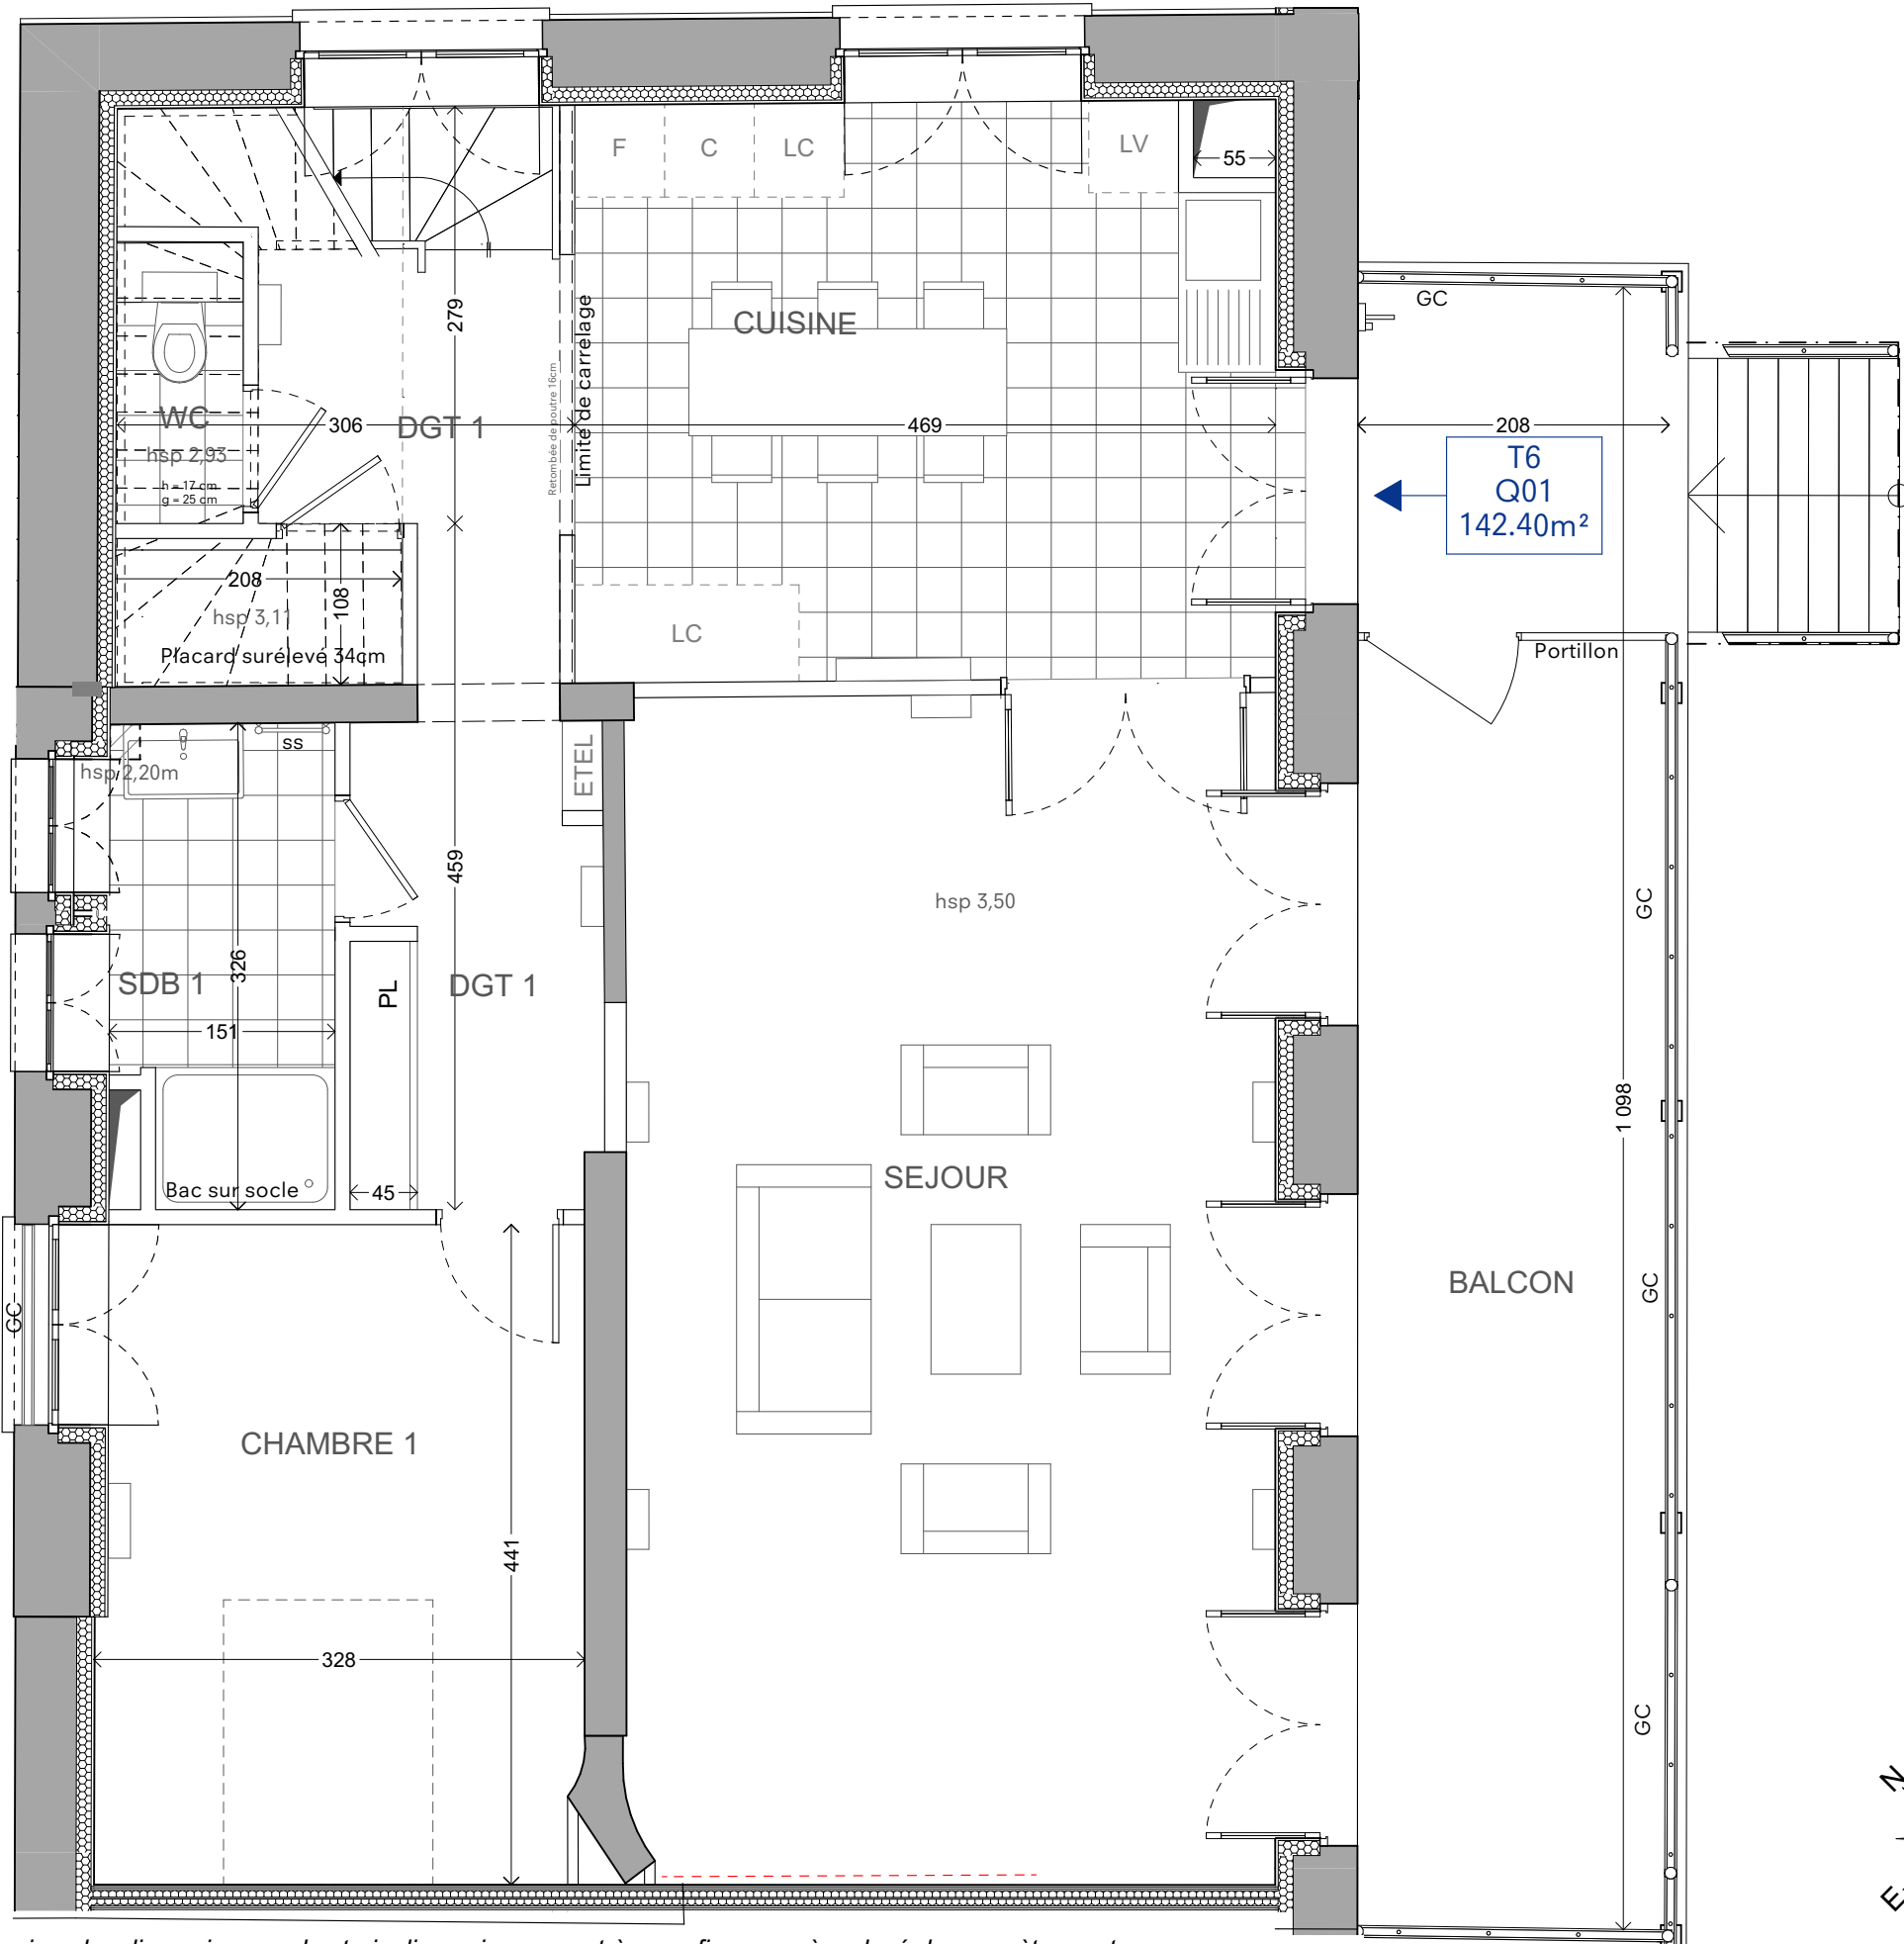 F
C
LC
LV
55
GC
279
CUISINE
Limite de carrelage
Retombée de poutre 16cm
WC
306
DGT 1
469
208
hsp 2,93
h = 17 cm
g = 25 cm
T6
Q01
142.40m²
208
108
hsp 3,11
LC
Placard surélevé 34cm
Portillon
ss
ETEL
hsp 2,20m
459
hsp 3,50
GC
326
SDB 1
PL
DGT 1
151
1 098
SEJOUR
Bac sur socle
45
GC
BALCON
GC
CHAMBRE 1
441
328
GC
N
E